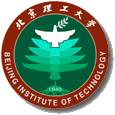 北京理工大学
1940
BEIJING INSTITUTE OF TECHNOLOGY